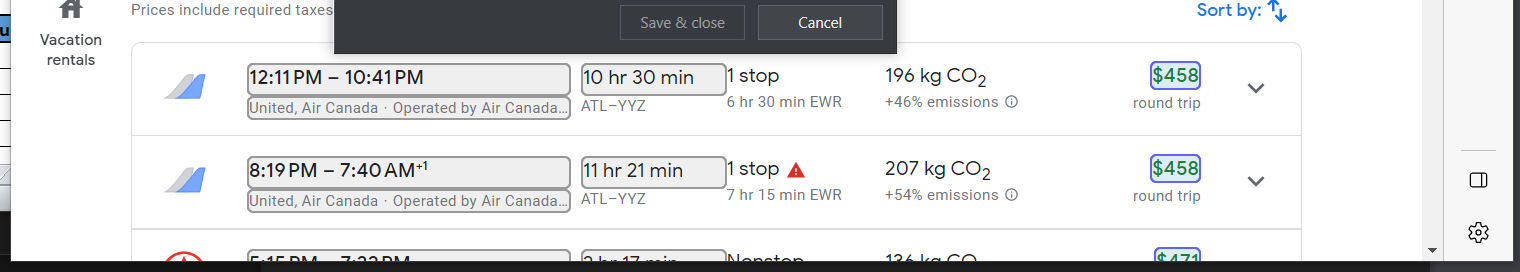 Prices include required taxes
Save & close
Cancel
Sort by:
Vacation
rentals
12:11 PM – 10:41 PM
10 hr 30 min
1 stop
196 kg CO2
$458
United, Air Canada · Operated by Air Canada...
ATL–YYZ
6 hr 30 min EWR
+46% emissions
round trip
8:19 PM – 7:40 AM+1
11 hr 21 min
1 stop
207 kg CO2
$458
United, Air Canada · Operated by Air Canada...
ATL–YYZ
7 hr 15 min EWR
+54% emissions
round trip
Nonstop
136 kg CO
$471